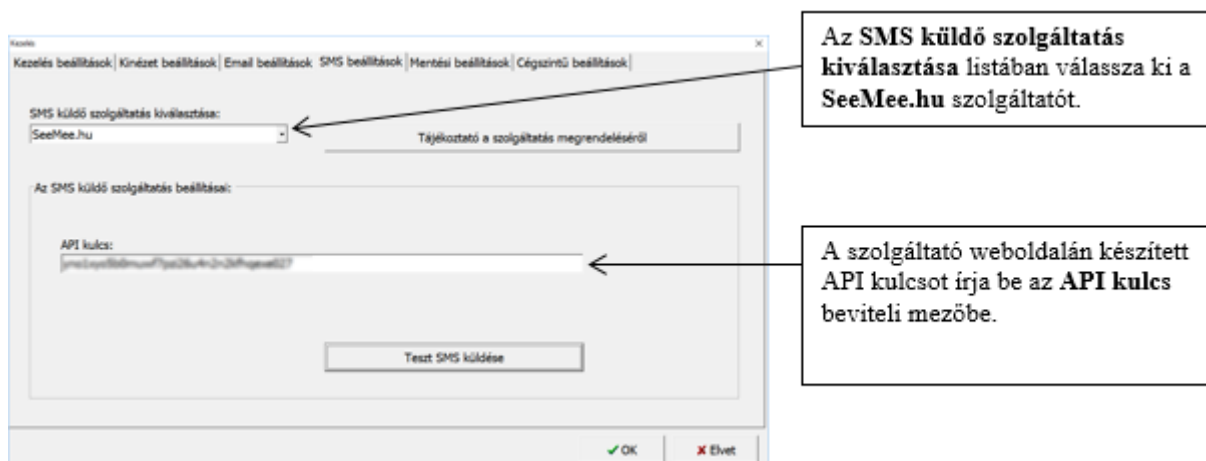 Kezelés
Kezelés beállítások Kinézet beállítások Email beállítások SMS beállítások Mentési beállítások Cégszintű beállítások
SMS küldő szolgáltatás kiválasztása:
SeeMee.hu
Tájékoztató a szolgáltatás megrendeléséről
Az SMS küldő szolgáltatás beállításai:
API kulcs:
Teszt SMS küldése
OK
Elvet
Az SMS küldő szolgáltatás
kiválasztása listában válassza ki a
SeeMee.hu szolgáltatót.
A szolgáltató weboldalán készített
API kulcsot írja be az API kulcs
beviteli mezőbe.